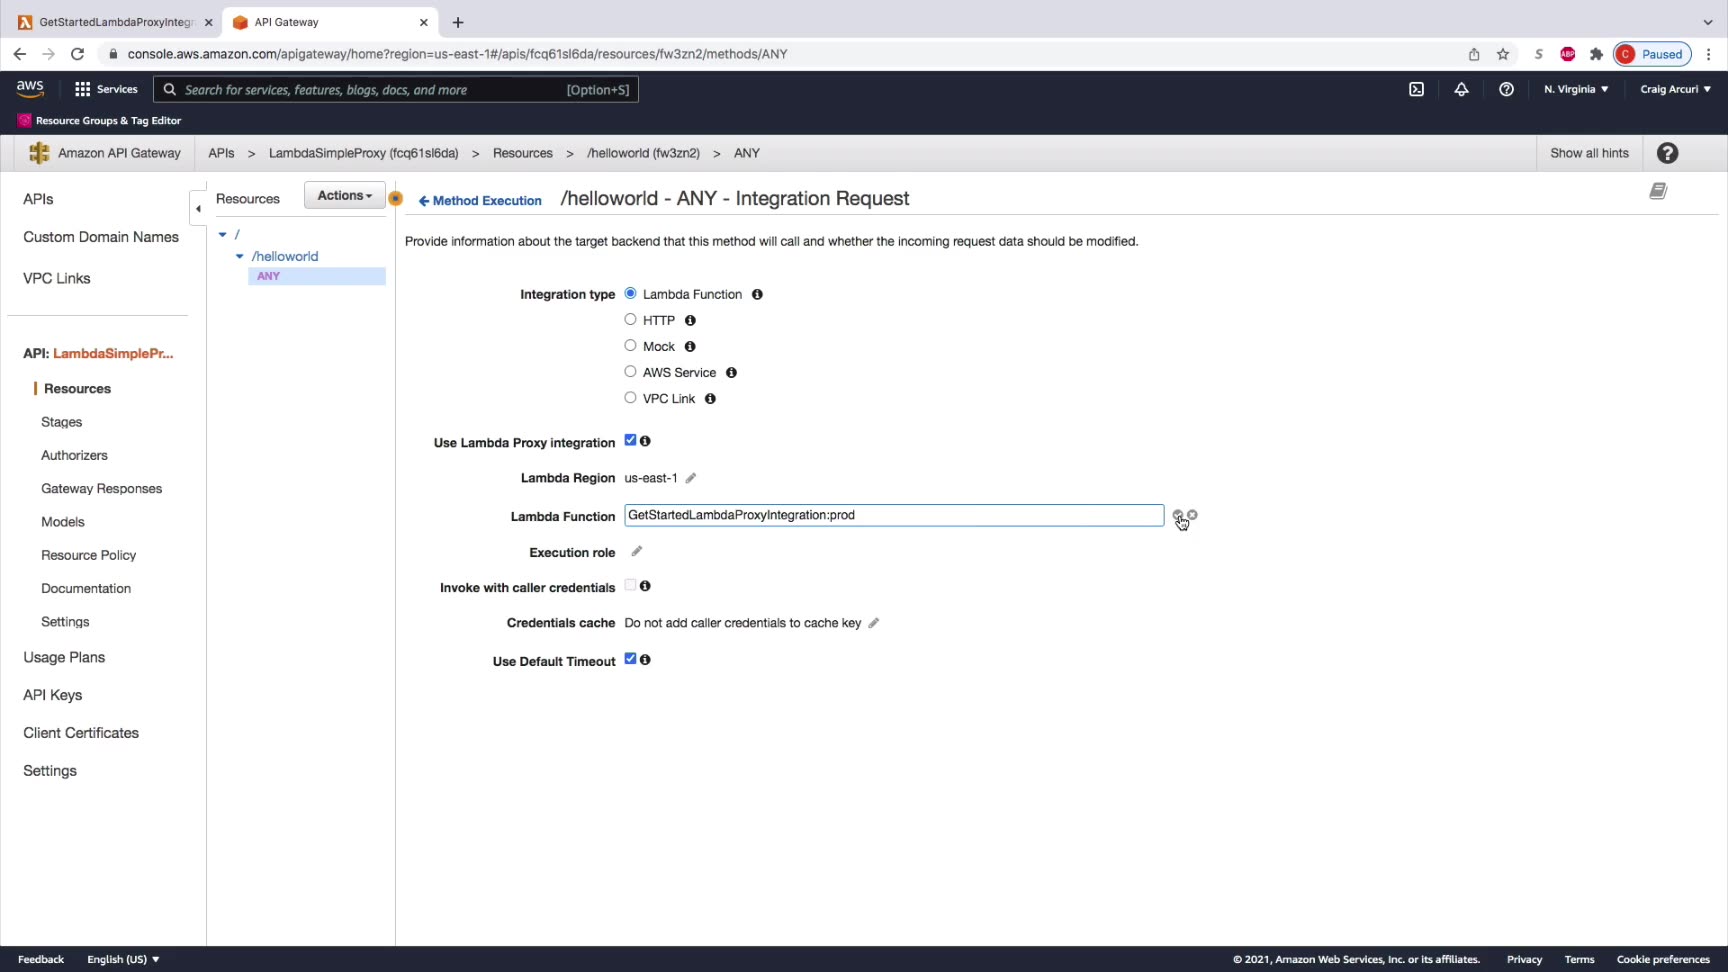 GetStartedLambdaProxyIntegr
API Gateway
console.aws.amazon.com/apigateway/home?region=us-east-1#/apis/fcq61sl6da/resources/fw3zn2/methods/ANY
S
ABP
C Paused
aws
Services
Search for services, features, blogs, docs, and more [Option+S]
N. Virginia
Craig Arcuri
Resource Groups & Tag Editor
Amazon API Gateway
APIs > LambdaSimpleProxy (fcq61sl6da) > Resources > /helloworld (fw3zn2) > ANY
Show all hints
APIs
Custom Domain Names
VPC Links
API: LambdaSimplePr...
Resources
Stages
Authorizers
Gateway Responses
Models
Resource Policy
Documentation
Settings
Usage Plans
API Keys
Client Certificates
Settings
Resources
Actions
/
/helloworld
ANY
Method Execution
/helloworld - ANY - Integration Request
Provide information about the target backend that this method will call and whether the incoming request data should be modified.
Integration type Lambda Function
HTTP
Mock
AWS Service
VPC Link
Use Lambda Proxy integration
Lambda Region us-east-1
Lambda Function GetStartedLambdaProxyIntegration:prod
Execution role
Invoke with caller credentials
Credentials cache Do not add caller credentials to cache key
Use Default Timeout
Feedback
English (US)
© 2021, Amazon Web Services, Inc. or its affiliates.
Privacy
Terms
Cookie preferences